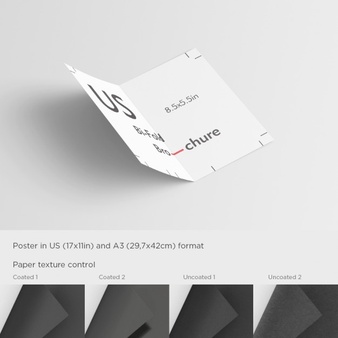 US
Bi-Fold
Bro
chure
8.5x5.5in
Poster in US (17x11in) and A3 (29,7x42cm) format
Paper texture control
Coated 1
Coated 2
Uncoated 1
Uncoated 2